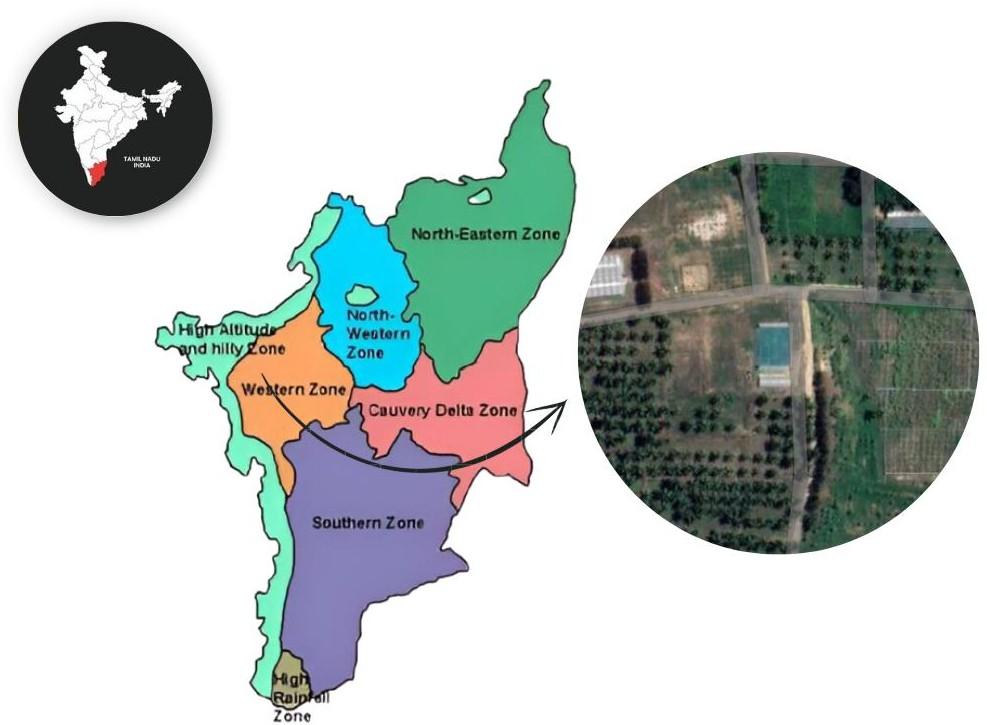 TAMIL NADU
INDIA
North-Eastern Zone
North-
Western
Zone
High Altitude
and hilly Zone
Western Zone
Cauvery Delta Zone
Southern Zone
High
Rainfall
Zone